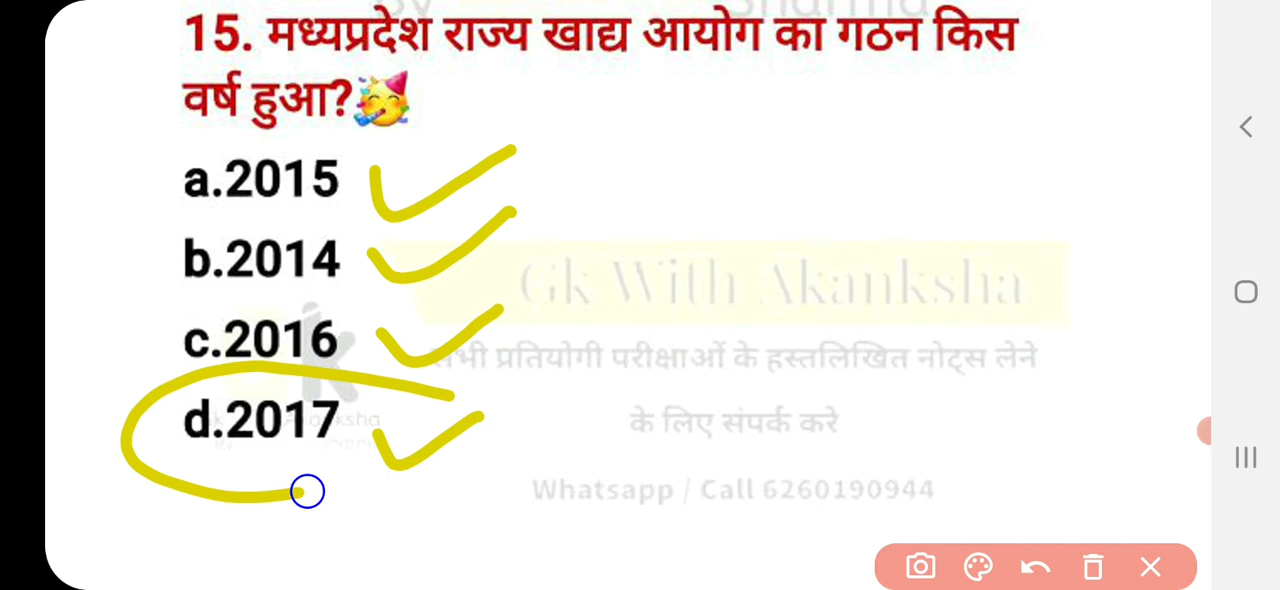 15. मध्यप्रदेश राज्य खाद्य आयोग का गठन किस
वर्ष हुआ?🥳
a.2015
b.2014
Gk With Akanksha
c.2016
सभी प्रतियोगी परीक्षाओं के हस्तलिखित नोट्स लेने
d.2017
के लिए संपर्क करे
Whatsapp / Call 6260190944